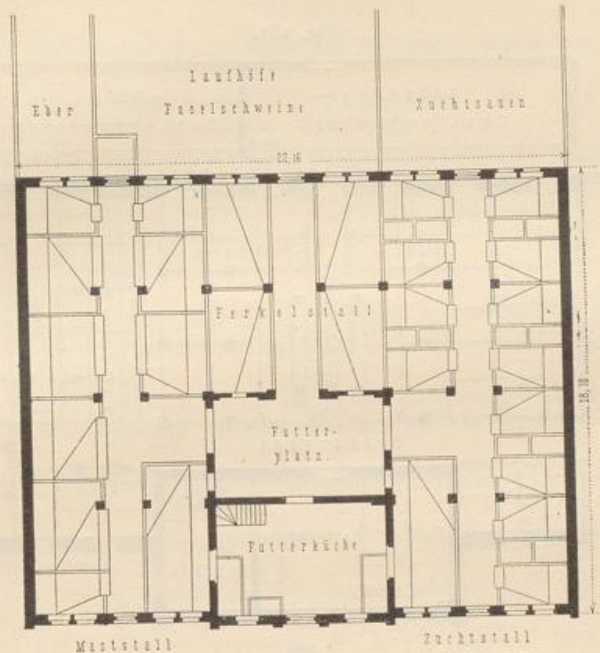 Laufhöfe
Eber Faselschweine Zuchtsauen
22,16
Ferkelstall
18,18
Futter-
platz.
Futterküche
Maststall Zuchtstall